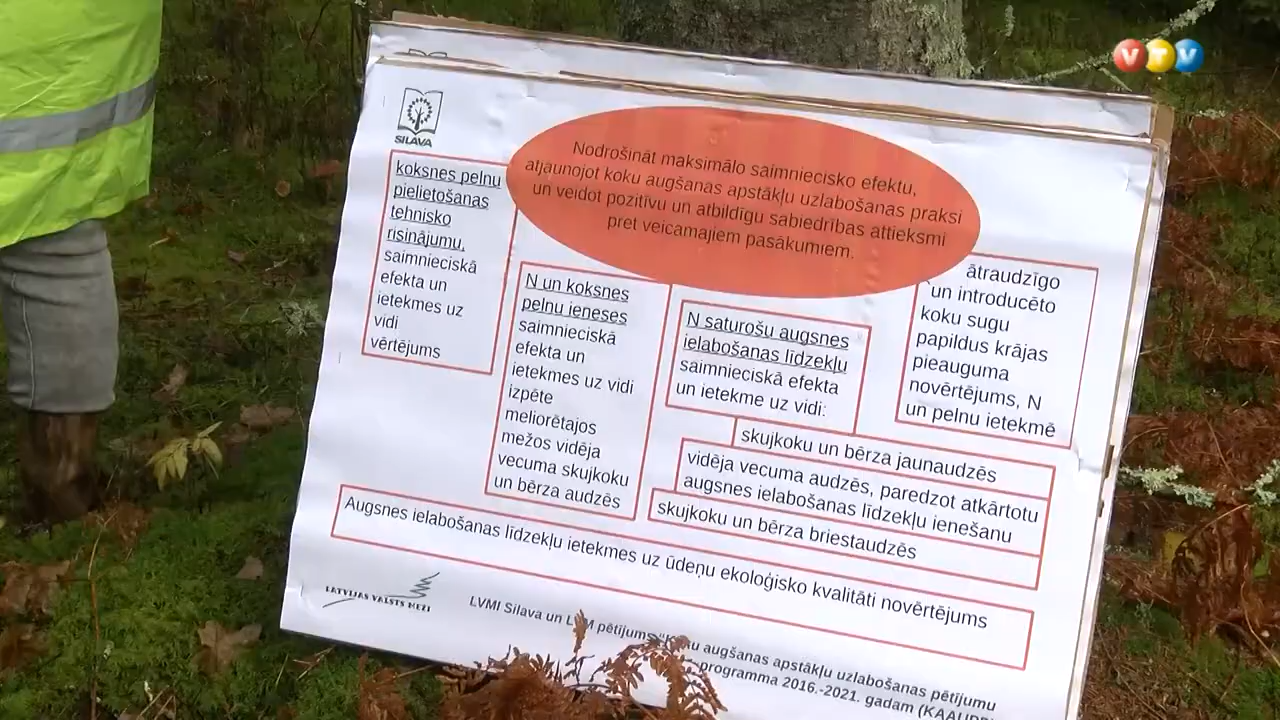 VTV
SILAVA
Nodrošināt maksimālo saimniecisko efektu,
atjaunojot koku augšanas apstākļu uzlabošanas praksi
un veidot pozitīvu un atbildīgu sabiedrības attieksmi
pret veicamajiem pasākumiem.
koksnes pelnu
pielietošanas
tehnisko
risinājumu,
saimnieciskā
efekta un
ietekmes uz
vidi
vērtējums
N un koksnes
pelnu ieneses
saimnieciskā
efekta un
ietekmes uz vidi
izpēte
meliorētajos
mežos vidēja
vecuma skujkoku
un bērza audzēs
N saturošu augsnes
ielabošanas līdzekļu
saimnieciskā efekta
un ietekme uz vidi:
skujkoku un bērza jaunaudzēs
vidēja vecuma audzēs, paredzot atkārtotu
augsnes ielabošanas līdzekļu ienešanu
skujkoku un bērza briestaudzēs
ātraudzīgo
un introducēto
koku sugu
papildus krājas
pieauguma
novērtējums, N
un pelnu ietekmē
Augsnes ielabošanas līdzekļu ietekmes uz ūdeņu ekoloģisko kvalitāti novērtējums
LATVIJAS VALSTS MEŽI
LVMI Silava un LVM pētījums augšanas apstākļu uzlabošanas pētījumu
programma 2016.-2021. gadam